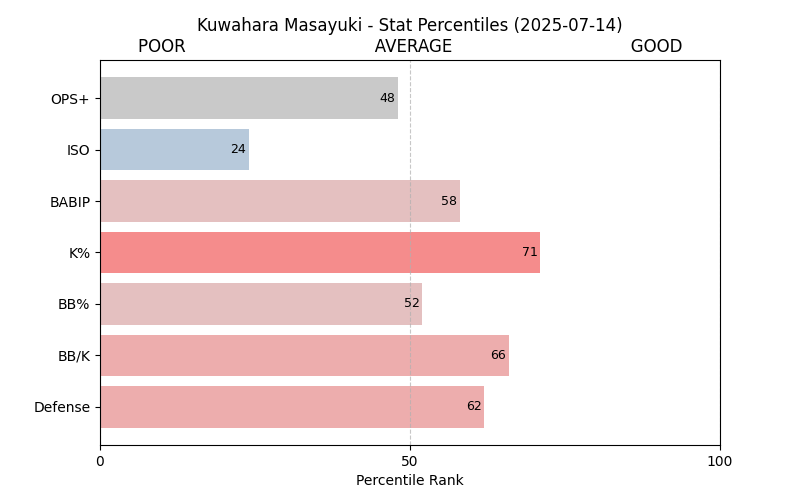 Kuwahara Masayuki - Stat Percentiles (2025-07-14)
POOR AVERAGE GOOD
OPS+ 48
ISO 24
BABIP 58
K% 71
BB% 52
BB/K 66
Defense 62
0 50 100
Percentile Rank